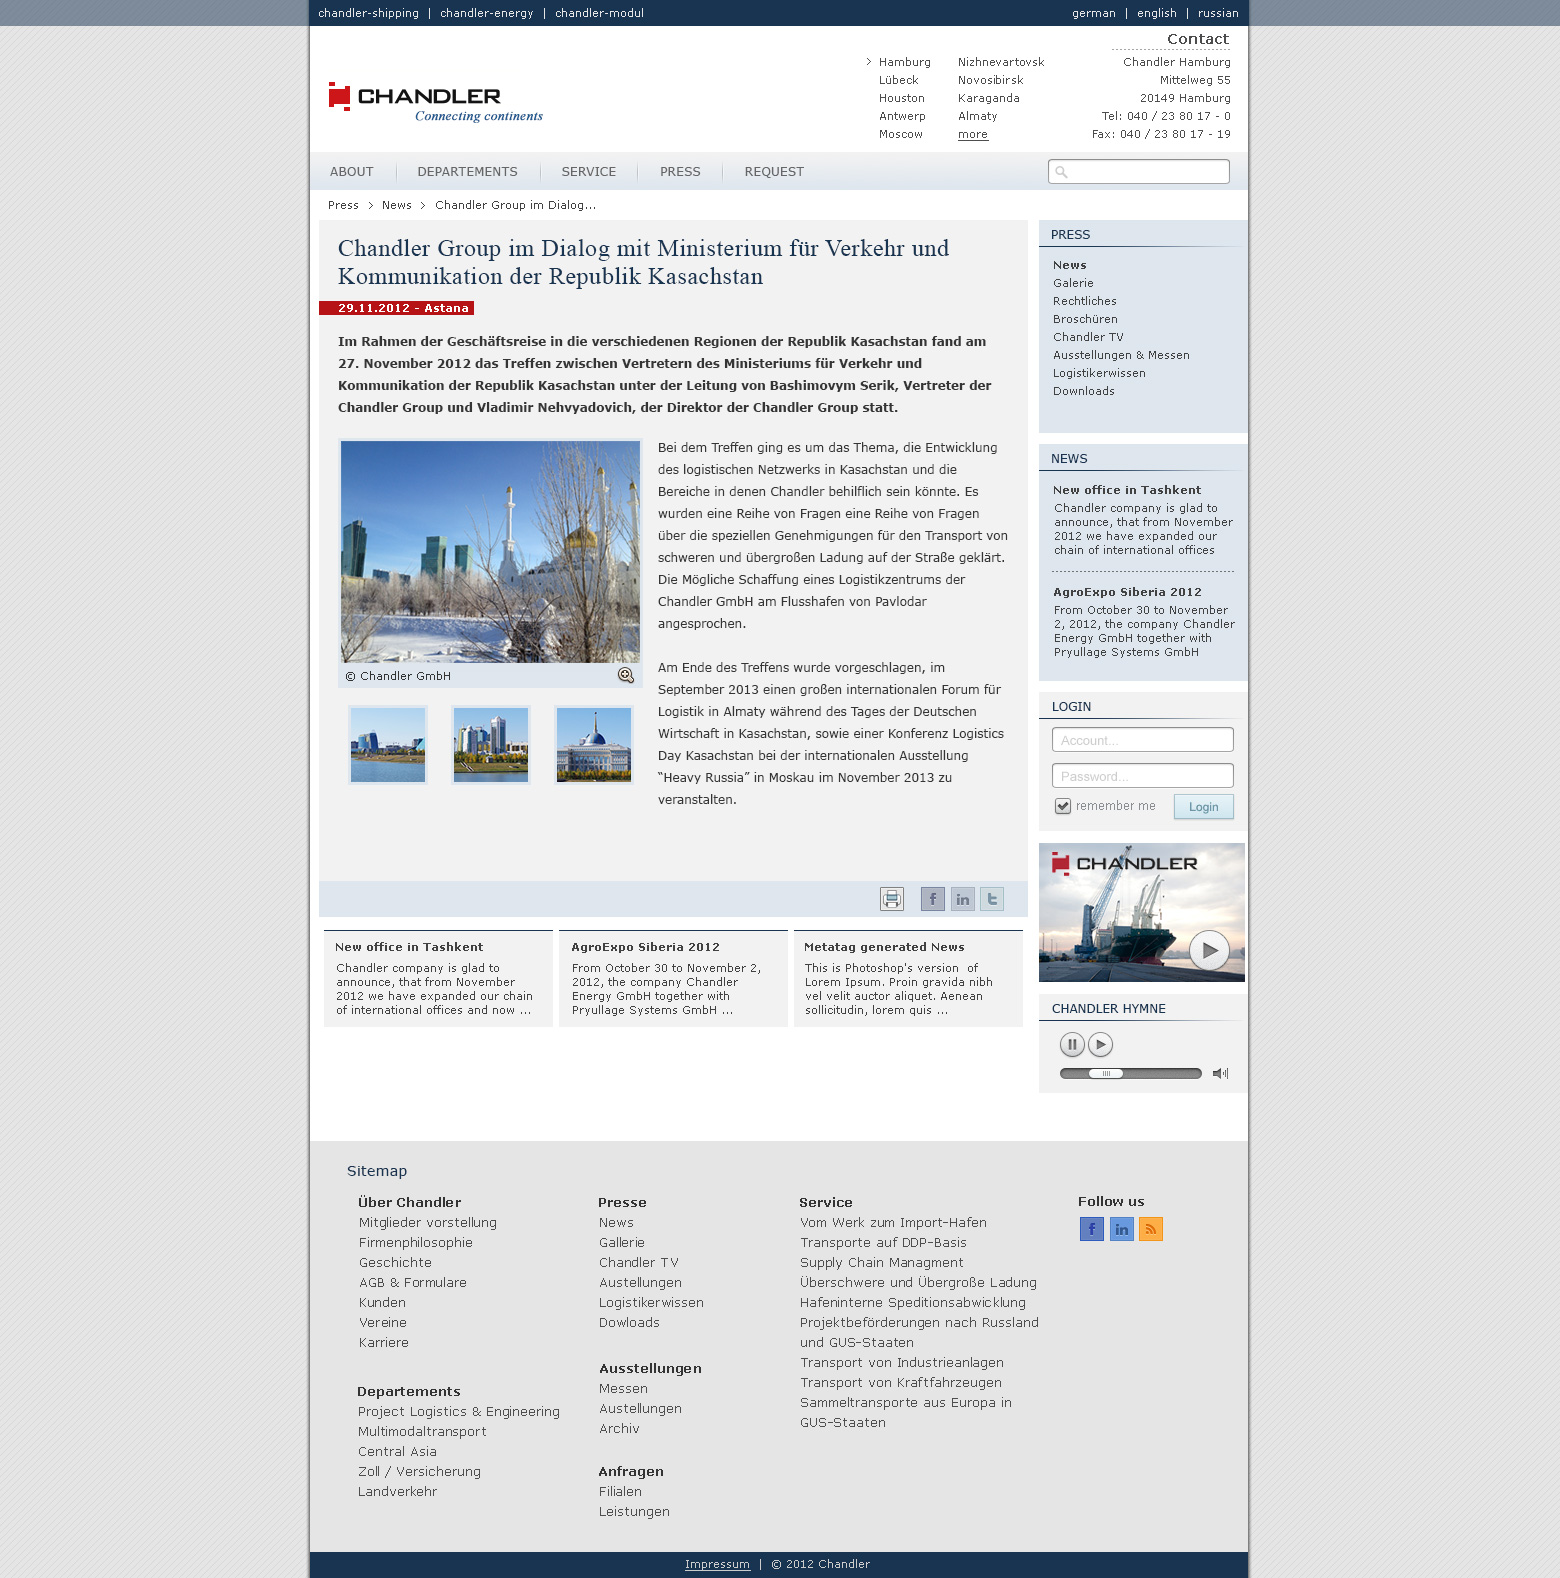 chandler-shipping | chandler-energy | chandler-modul
german | english | russian
CHANDLER
Connecting continents
> Hamburg
Lübeck
Houston
Antwerp
Moscow
Nizhnevartovsk
Novosibirsk
Karaganda
Almaty
more
Contact
Chandler Hamburg
Mittelweg 55
20149 Hamburg
Tel: 040 / 23 80 17 - 0
Fax: 040 / 23 80 17 - 19
ABOUT
DEPARTEMENTS
SERVICE
PRESS
REQUEST
Press > News > Chandler Group im Dialog...
Chandler Group im Dialog mit Ministerium für Verkehr und
Kommunikation der Republik Kasachstan
29.11.2012 - Astana
Im Rahmen der Geschäftsreise in die verschiedenen Regionen der Republik Kasachstan fand am
27. November 2012 das Treffen zwischen Vertretern des Ministeriums für Verkehr und
Kommunikation der Republik Kasachstan unter der Leitung von Bashimovym Serik, Vertreter der
Chandler Group und Vladimir Nehvyadovich, der Direktor der Chandler Group statt.
© Chandler GmbH
Bei dem Treffen ging es um das Thema, die Entwicklung
des logistischen Netzwerks in Kasachstan und die
Bereiche in denen Chandler behilflich sein könnte. Es
wurden eine Reihe von Fragen eine Reihe von Fragen
über die speziellen Genehmigungen für den Transport von
schweren und übergroßen Ladung auf der Straße geklärt.
Die Mögliche Schaffung eines Logistikzentrums der
Chandler GmbH am Flusshafen von Pavlodar
angesprochen.
Am Ende des Treffens wurde vorgeschlagen, im
September 2013 einen großen internationalen Forum für
Logistik in Almaty während des Tages der Deutschen
Wirtschaft in Kasachstan, sowie einer Konferenz Logistics
Day Kasachstan bei der internationalen Ausstellung
“Heavy Russia” in Moskau im November 2013 zu
veranstalten.
New office in Tashkent
Chandler company is glad to
announce, that from November
2012 we have expanded our chain
of international offices and now ...
AgroExpo Siberia 2012
From October 30 to November 2,
2012, the company Chandler
Energy GmbH together with
Pryullage Systems GmbH ...
Metatag generated News
This is Photoshop's version  of
Lorem Ipsum. Proin gravida nibh
vel velit auctor aliquet. Aenean
sollicitudin, lorem quis ...
PRESS
News
Galerie
Rechtliches
Broschüren
Chandler TV
Ausstellungen & Messen
Logistikerwissen
Downloads
NEWS
New office in Tashkent
Chandler company is glad to
announce, that from November
2012 we have expanded our
chain of international offices
AgroExpo Siberia 2012
From October 30 to November
2, 2012, the company Chandler
Energy GmbH together with
Pryullage Systems GmbH
LOGIN
Account...
Password...
remember me
Login
CHANDLER
CHANDLER HYMNE
Sitemap
Über Chandler
Mitglieder vorstellung
Firmenphilosophie
Geschichte
AGB & Formulare
Kunden
Vereine
Karriere
Departements
Project Logistics & Engineering
Multimodaltransport
Central Asia
Zoll / Versicherung
Landverkehr
Presse
News
Gallerie
Chandler TV
Austellungen
Logistikerwissen
Dowloads
Ausstellungen
Messen
Austellungen
Archiv
Anfragen
Filialen
Leistungen
Service
Vom Werk zum Import-Hafen
Transporte auf DDP-Basis
Supply Chain Managment
Überschwere und Übergroße Ladung
Hafeninterne Speditionsabwicklung
Projektbeförderungen nach Russland
und GUS-Staaten
Transport von Industrieanlagen
Transport von Kraftfahrzeugen
Sammeltransporte aus Europa in
GUS-Staaten
Follow us
Impressum | © 2012 Chandler